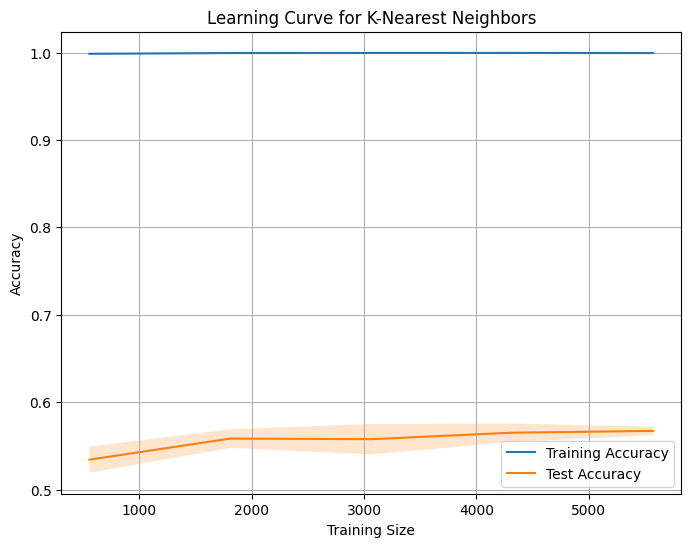 Learning Curve for K-Nearest Neighbors
1.0
0.9
0.8
0.7
0.6
0.5
Accuracy
1000 2000 3000 4000 5000
Training Size
Training Accuracy
Test Accuracy